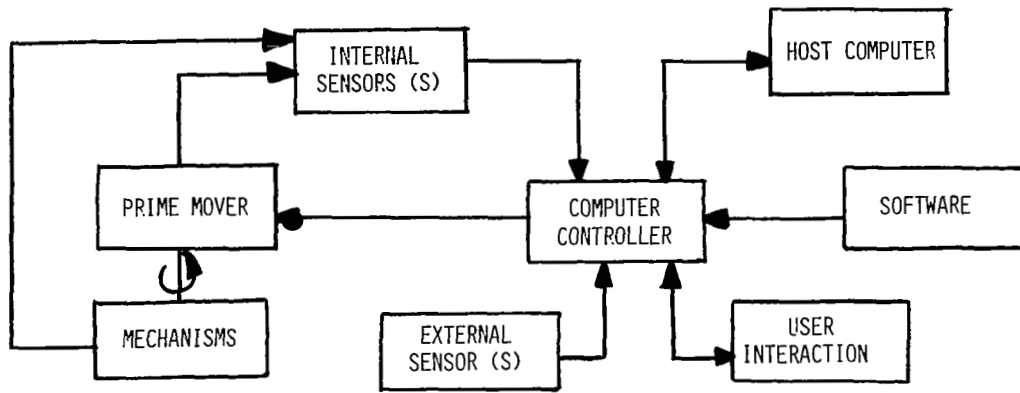 INTERNAL
SENSORS (S)
HOST COMPUTER
PRIME MOVER
COMPUTER
CONTROLLER
SOFTWARE
MECHANISMS
EXTERNAL
SENSOR (S)
USER
INTERACTION